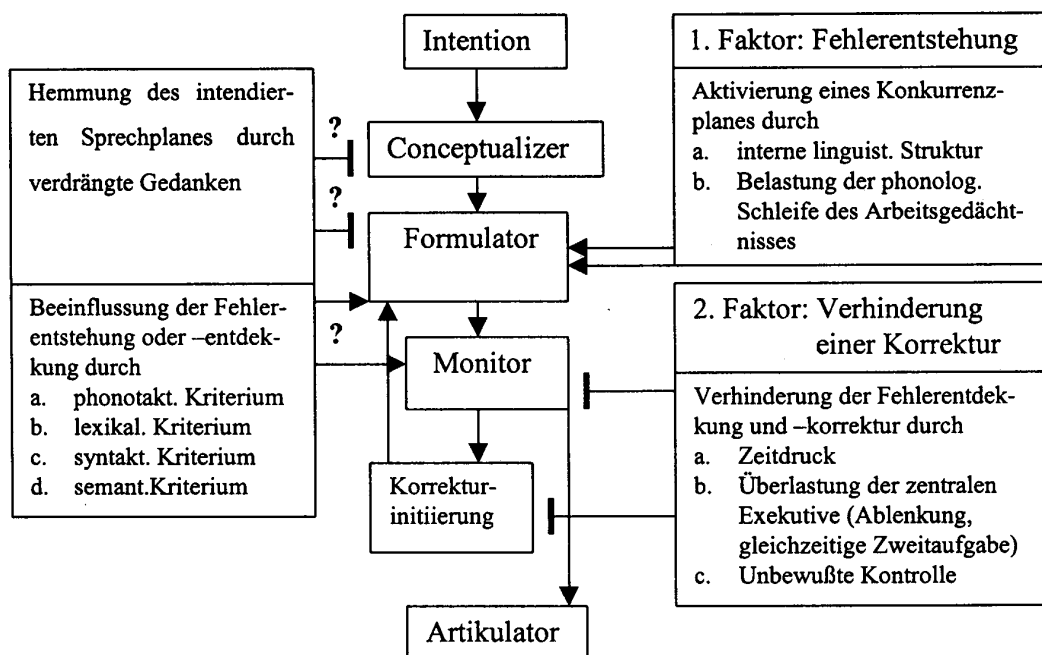 Intention
1. Faktor: Fehlerentstehung
Aktivierung eines Konkurrenz-
planes durch
a. interne linguist. Struktur
b. Belastung der phonolog.
Schleife des Arbeitsgedächt-
nisses
Hemmung des intendier-
ten Sprechplanes durch
verdrängte Gedanken
?
Conceptualizer
?
Formulator
Beeinflussung der Fehler-
entstehung oder –entdek-
kung durch
a. phonotakt. Kriterium
b. lexikal. Kriterium
c. syntakt. Kriterium
d. semant.Kriterium
?
Monitor
2. Faktor: Verhinderung
einer Korrektur
Verhinderung der Fehlerentdek-
kung und –korrektur durch
a. Zeitdruck
b. Überlastung der zentralen
Exekutive (Ablenkung,
gleichzeitige Zweitaufgabe)
c. Unbewußte Kontrolle
Korrektur-
initiierung
Artikulator